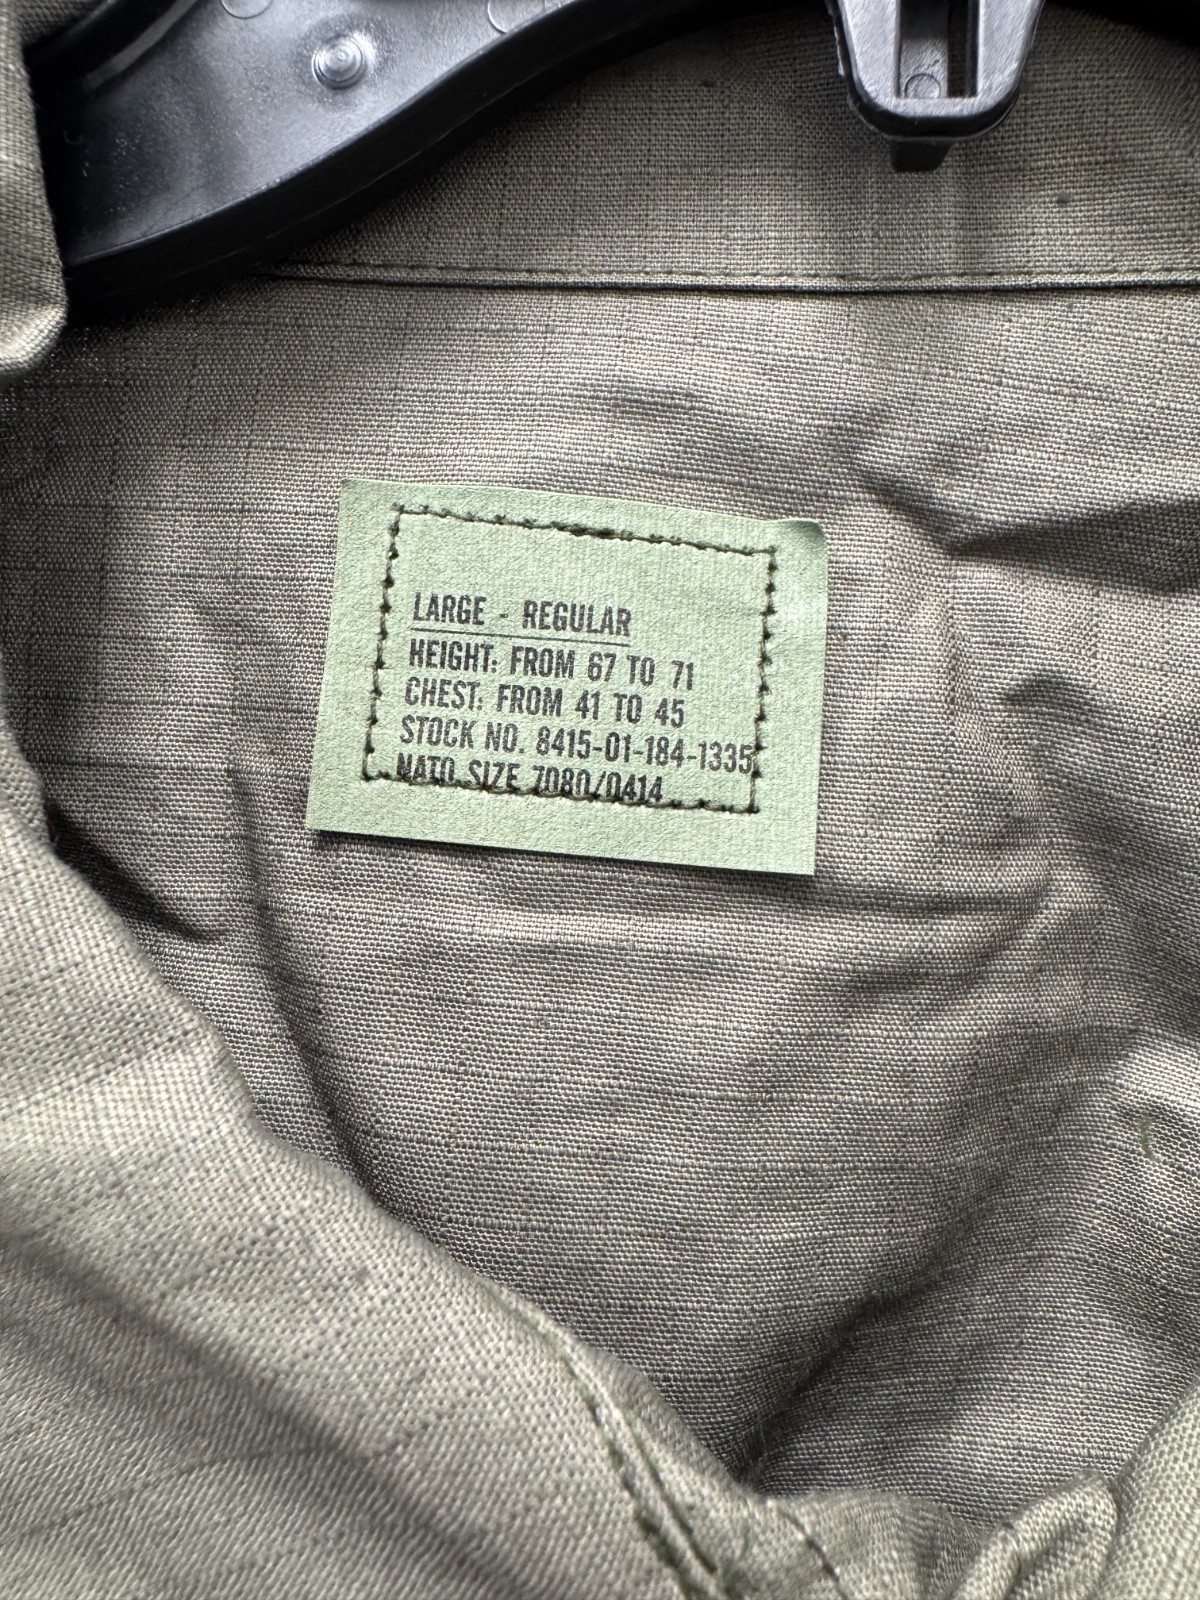 LARGE - REGULAR
HEIGHT: FROM 67 TO 71
CHEST: FROM 41 TO 45
STOCK NO. 8415-01-184-1335
NATO SIZE 7080/0414